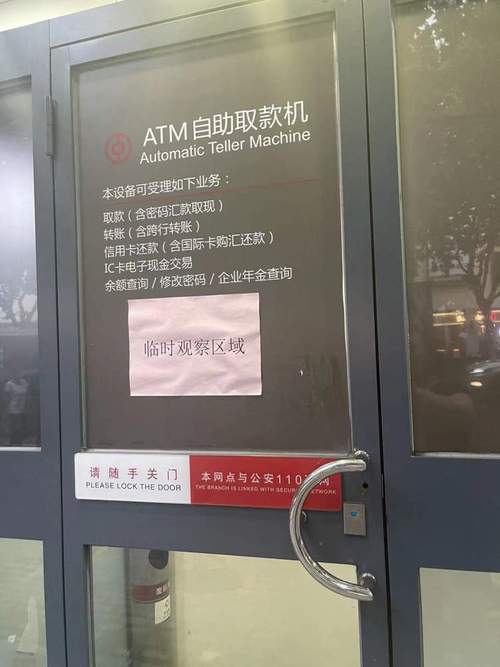 ATM自助取款机
Automatic Teller Machine
本设备可受理如下业务：
取款（含密码汇款取现）
转账（含跨行转账）
信用卡还款（含国际卡购汇还款）
IC卡电子现金交易
余额查询 / 修改密码 / 企业年金查询
临时观察区域
请随手关门
PLEASE LOCK THE DOOR
本网点与公安110
THE BRANCH IS LINKED WITH NETWORK